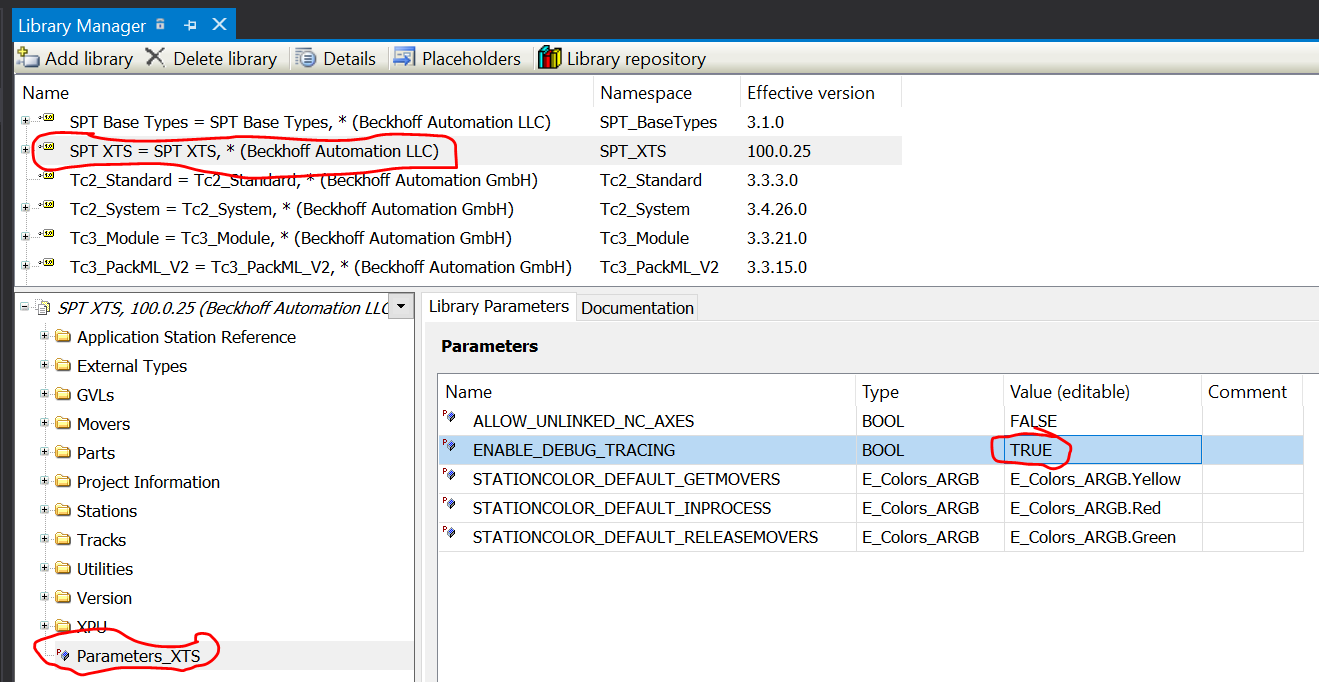 Library Manager
Add library Delete library Details Placeholders Library repository
Name Namespace Effective version
SPT Base Types = SPT Base Types, * (Beckhoff Automation LLC) SPT_BaseTypes 3.1.0
SPT XTS = SPT XTS, * (Beckhoff Automation LLC) SPT_XTS 100.0.25
Tc2_Standard = Tc2_Standard, * (Beckhoff Automation GmbH) Tc2_Standard 3.3.3.0
Tc2_System = Tc2_System, * (Beckhoff Automation GmbH) Tc2_System 3.4.26.0
Tc3_Module = Tc3_Module, * (Beckhoff Automation GmbH) Tc3_Module 3.3.21.0
Tc3_PackML_V2 = Tc3_PackML_V2, * (Beckhoff Automation GmbH) Tc3_PackML_V2 3.3.15.0
SPT XTS, 100.0.25 (Beckhoff Automation LLC
Application Station Reference
External Types
GVLs
Movers
Parts
Project Information
Stations
Tracks
Utilities
Version
XPU
Parameters_XTS
Library Parameters Documentation
Parameters
Name Type Value (editable) Comment
ALLOW_UNLINKED_NC_AXES BOOL FALSE
ENABLE_DEBUG_TRACING BOOL TRUE
STATIONCOLOR_DEFAULT_GETMOVERS E_Colors_ARGB E_Colors_ARGB.Yellow
STATIONCOLOR_DEFAULT_INPROCESS E_Colors_ARGB E_Colors_ARGB.Red
STATIONCOLOR_DEFAULT_RELEASEMOVERS E_Colors_ARGB E_Colors_ARGB.Green